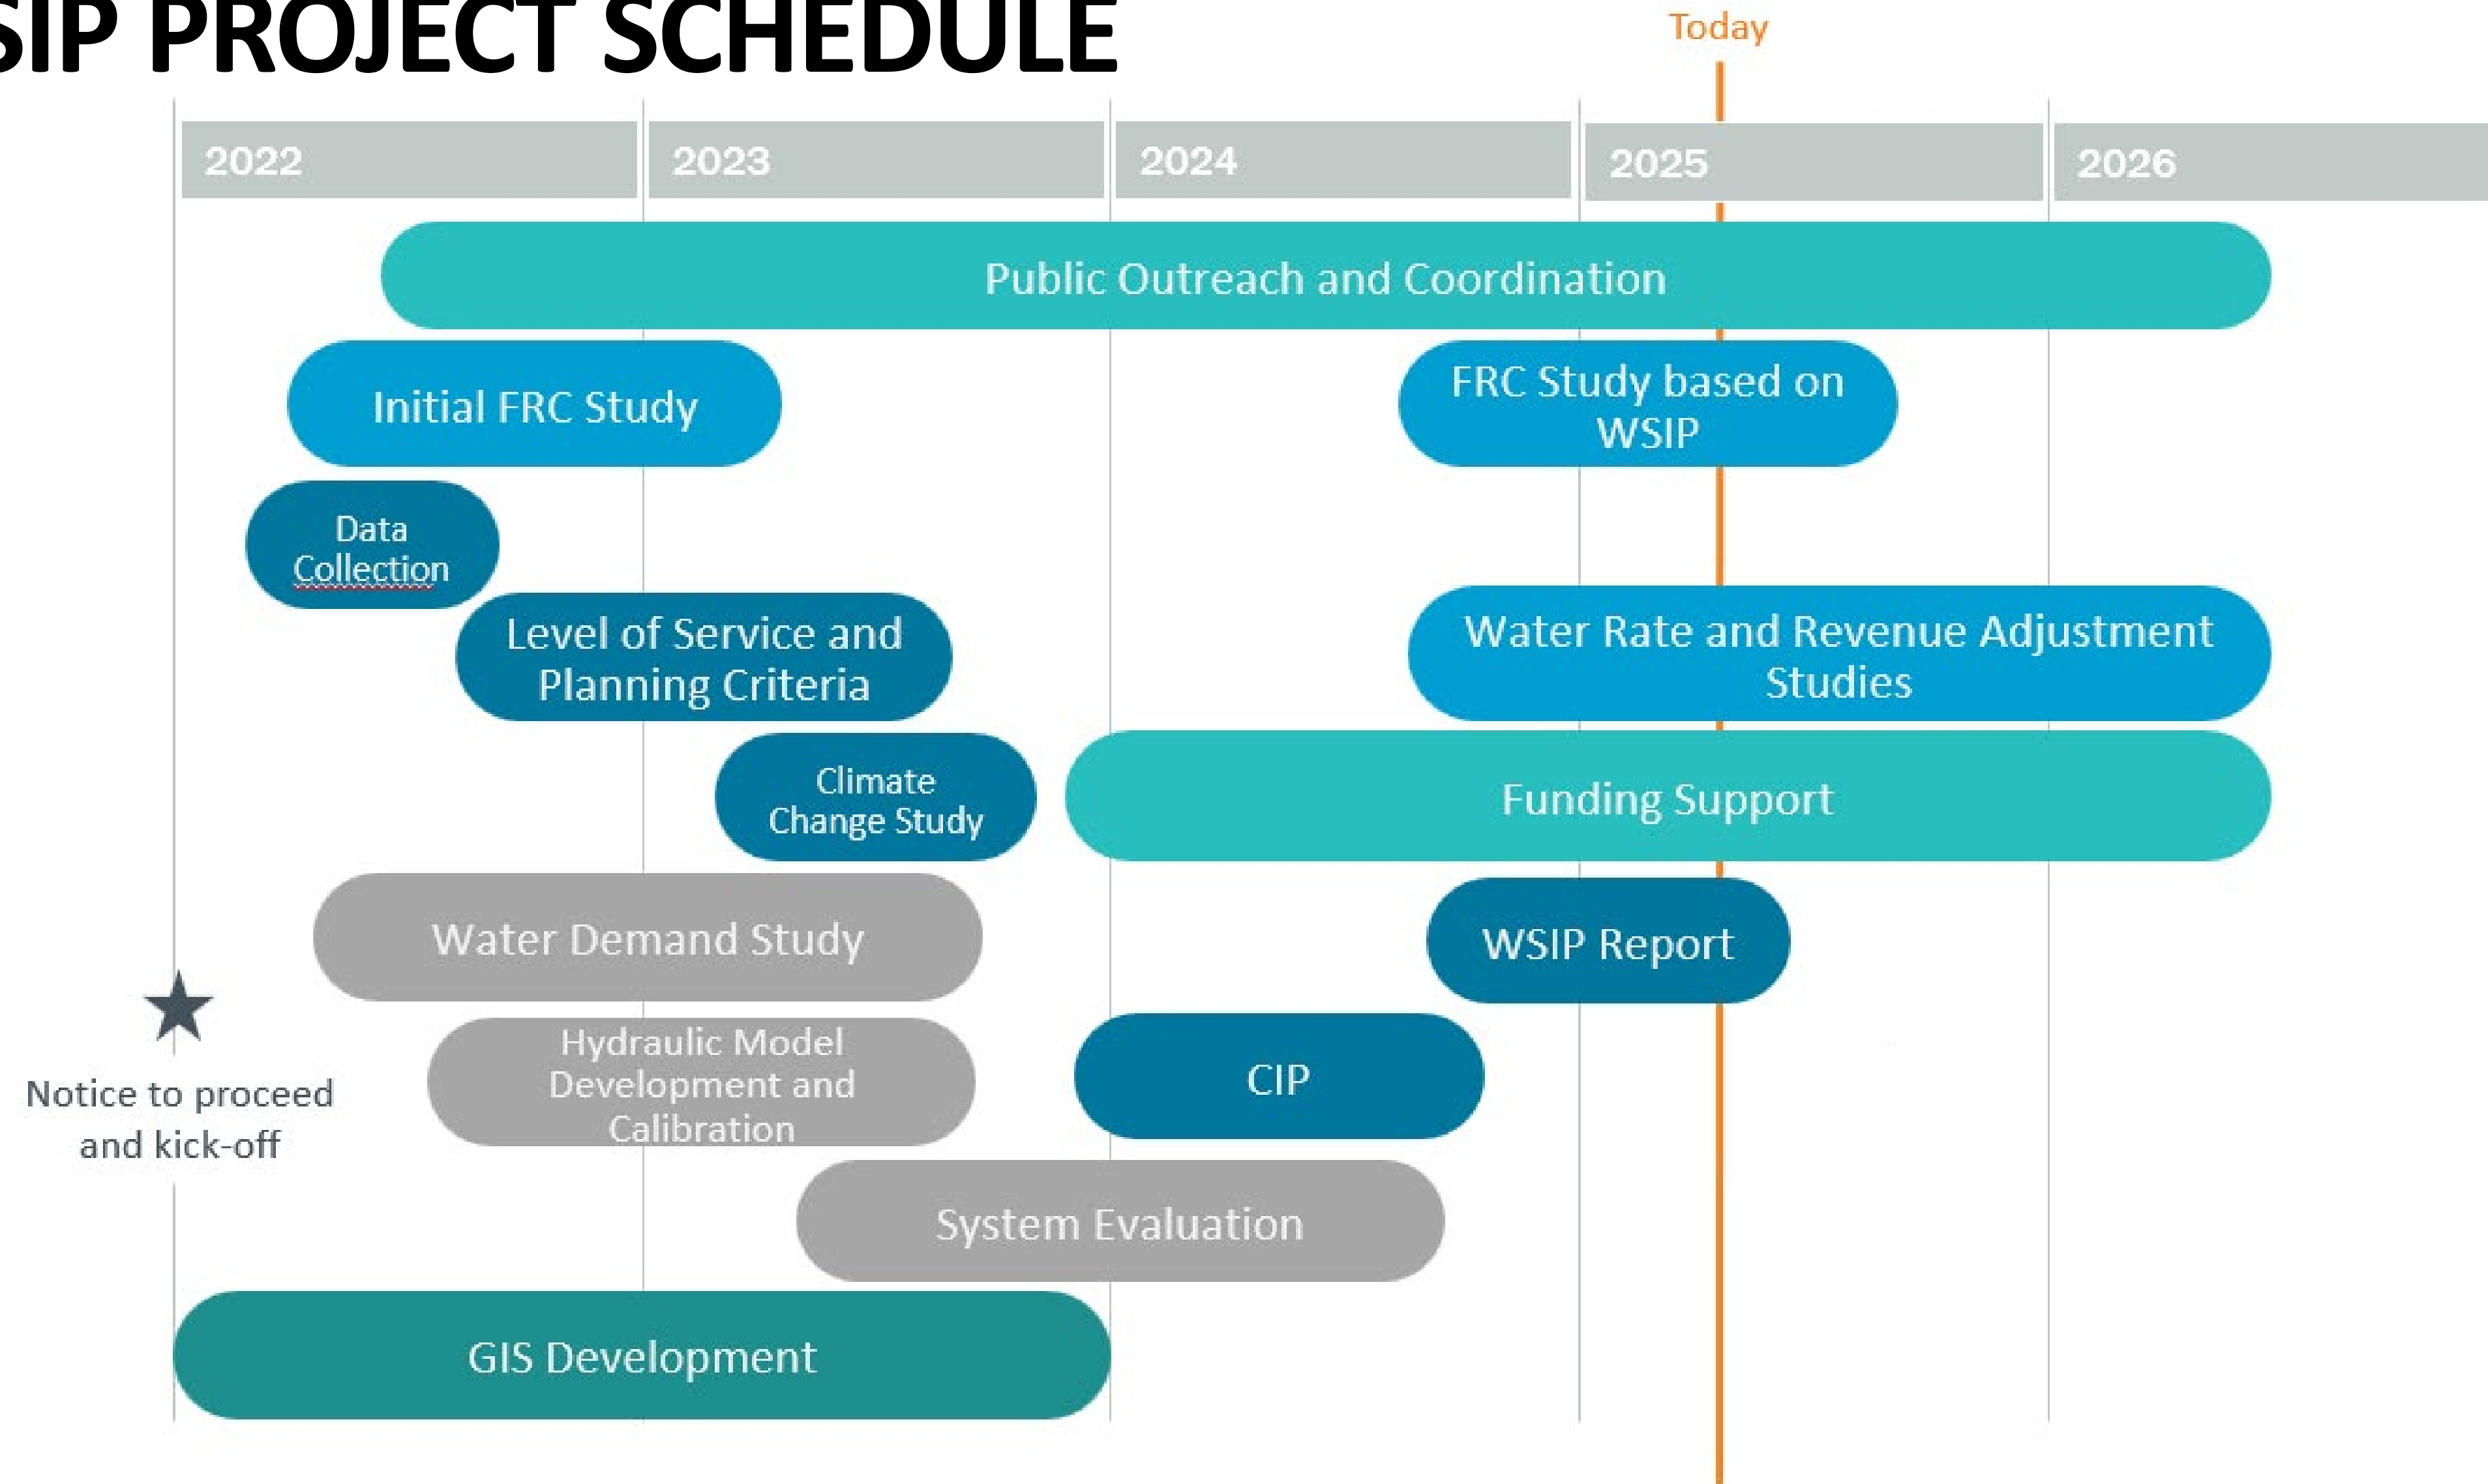 SIP PROJECT SCHEDULE
Today
2022
2023
2024
2025
2026
Public Outreach and Coordination
Initial FRC Study
FRC Study based on
WSIP
Data
Collection
Level of Service and
Planning Criteria
Water Rate and Revenue Adjustment
Studies
Climate
Change Study
Funding Support
Water Demand Study
WSIP Report
Notice to proceed
and kick-off
Hydraulic Model
Development and
Calibration
CIP
System Evaluation
GIS Development